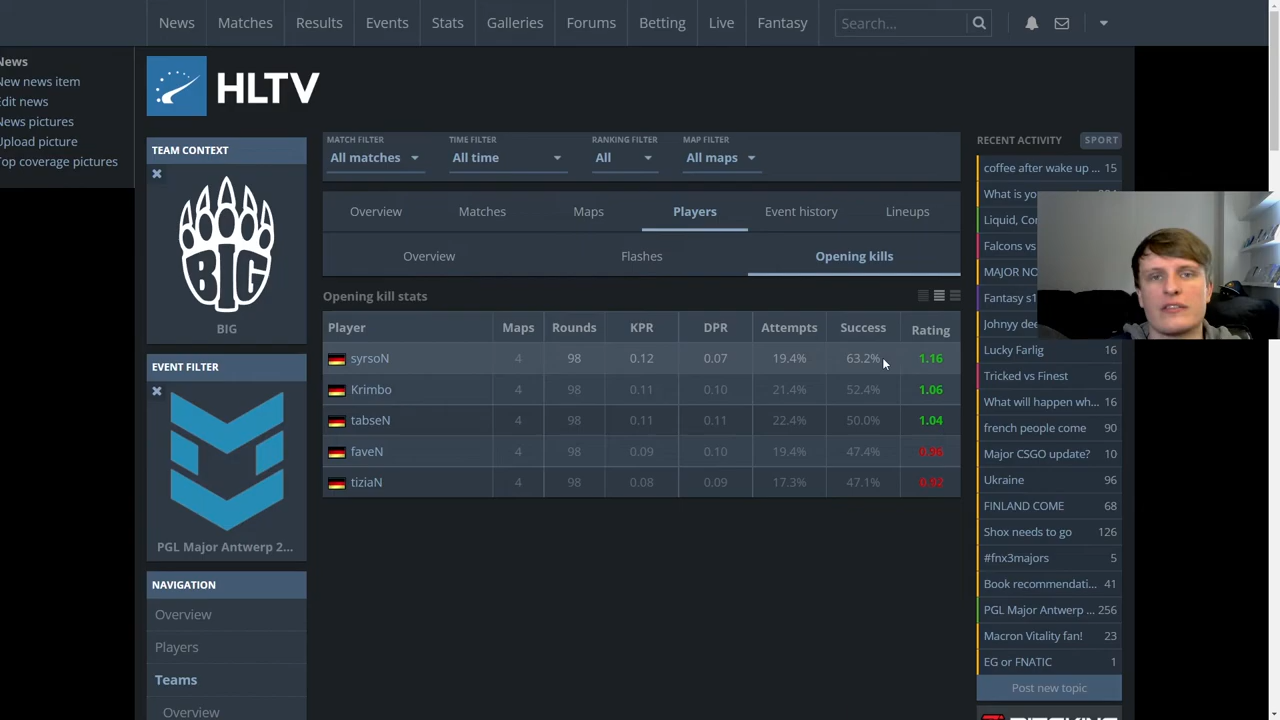 News Matches Results Events Stats Galleries Forums Betting Live Fantasy Search...
News
New news item
Edit news
News pictures
Upload picture
Top coverage pictures
HLTV
TEAM CONTEXT
BIG
BIG
EVENT FILTER
PGL Major Antwerp 2...
NAVIGATION
Overview
Players
Teams
Overview
MATCH FILTER TIME FILTER RANKING FILTER MAP FILTER
All matches All time All All maps
Overview Matches Maps Players Event history Lineups
Overview Flashes Opening kills
Opening kill stats
Player Maps Rounds KPR DPR Attempts Success Rating
syrsoN 4 98 0.12 0.07 19.4% 63.2% 1.16
Krimbo 4 98 0.11 0.10 21.4% 52.4% 1.06
tabseN 4 98 0.11 0.11 22.4% 50.0% 1.04
faveN 4 98 0.09 0.10 19.4% 47.4% 0.96
tiziaN 4 98 0.08 0.09 17.3% 47.1% 0.92
RECENT ACTIVITY SPORT
coffee after wake up ... 15
What is yo
Liquid, Co
Falcons vs
MAJOR NO
Fantasy s1
Johnyy dee
Lucky Farlig 16
Tricked vs Finest 66
What will happen wh... 16
french people come 90
Major CSGO update? 10
Ukraine 96
FINLAND COME 68
Shox needs to go 126
#fnx3majors 5
Book recommendati... 41
PGL Major Antwerp ... 256
Macron Vitality fan! 23
EG or FNATIC 1
Post new topic